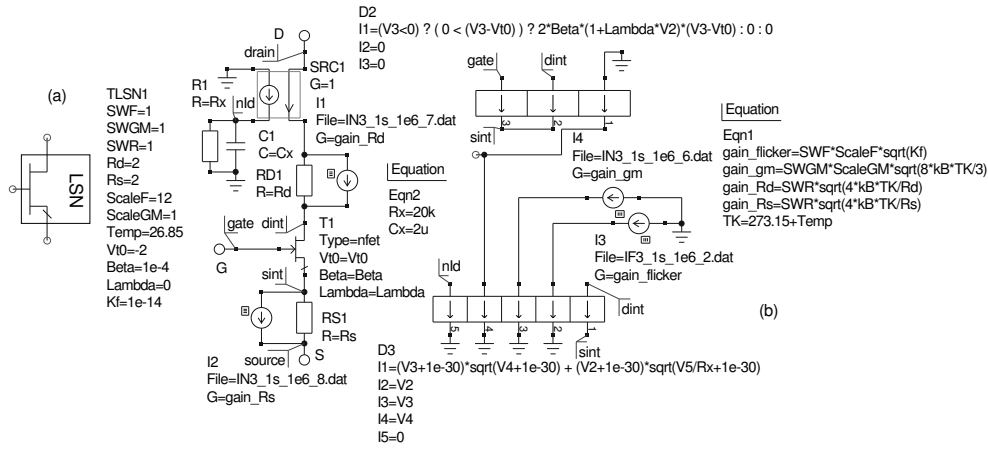 (a)
LSN
TLSN1
SWF=1
SWGM=1
SWR=1
Rd=2
Rs=2
ScaleF=12
ScaleGM=1
Temp=26.85
Vt0=-2
Beta=1e-4
Lambda=0
Kf=1e-14
D
drain
SRC1
G=1
R1
R=Rx
nId
C1
C=Cx
I1
File=IN3_1s_1e6_7.dat
G=gain_Rd
RD1
R=Rd
gate
dint
G
T1
Type=nfet
Vt0=Vt0
Beta=Beta
Lambda=Lambda
sint
RS1
R=Rs
source
S
I2
File=IN3_1s_1e6_8.dat
G=gain_Rs
Equation
Eqn2
Rx=20k
Cx=2u
D2
I1=(V3<0) ? ( 0 < (V3-Vt0) ) ? 2*Beta*(1+Lambda*V2)*(V3-Vt0) : 0 : 0
I2=0
I3=0
gate
dint
3
2
1
sint
I4
File=IN3_1s_1e6_6.dat
G=gain_gm
I3
File=IF3_1s_1e6_2.dat
G=gain_flicker
nId
dint
5
4
3
2
1
sint
(b)
D3
I1=(V3+1e-30)*sqrt(V4+1e-30) + (V2+1e-30)*sqrt(V5/Rx+1e-30)
I2=V2
I3=V3
I4=V4
I5=0
Equation
Eqn1
gain_flicker=SWF*ScaleF*sqrt(Kf)
gain_gm=SWGM*ScaleGM*sqrt(8*kB*TK/3)
gain_Rd=SWR*sqrt(4*kB*TK/Rd)
gain_Rs=SWR*sqrt(4*kB*TK/Rs)
TK=273.15+Temp